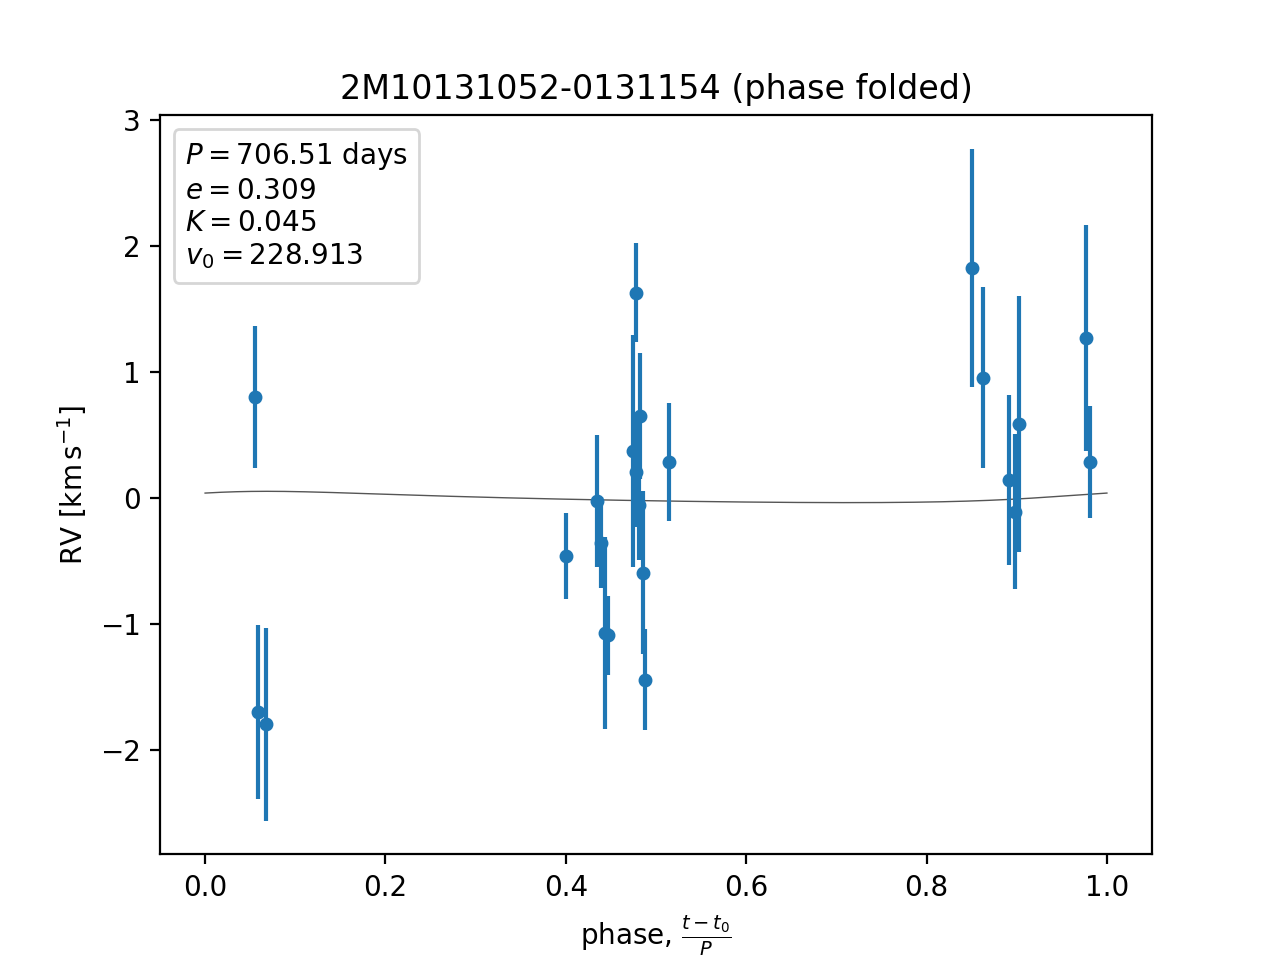 2M10131052-0131154 (phase folded)
P = 706.51 days
e = 0.309
K = 0.045
v₀ = 228.913
3
2
1
0
−1
−2
RV [km s⁻¹]
0.0 0.2 0.4 0.6 0.8 1.0
phase, (t − t₀)/P